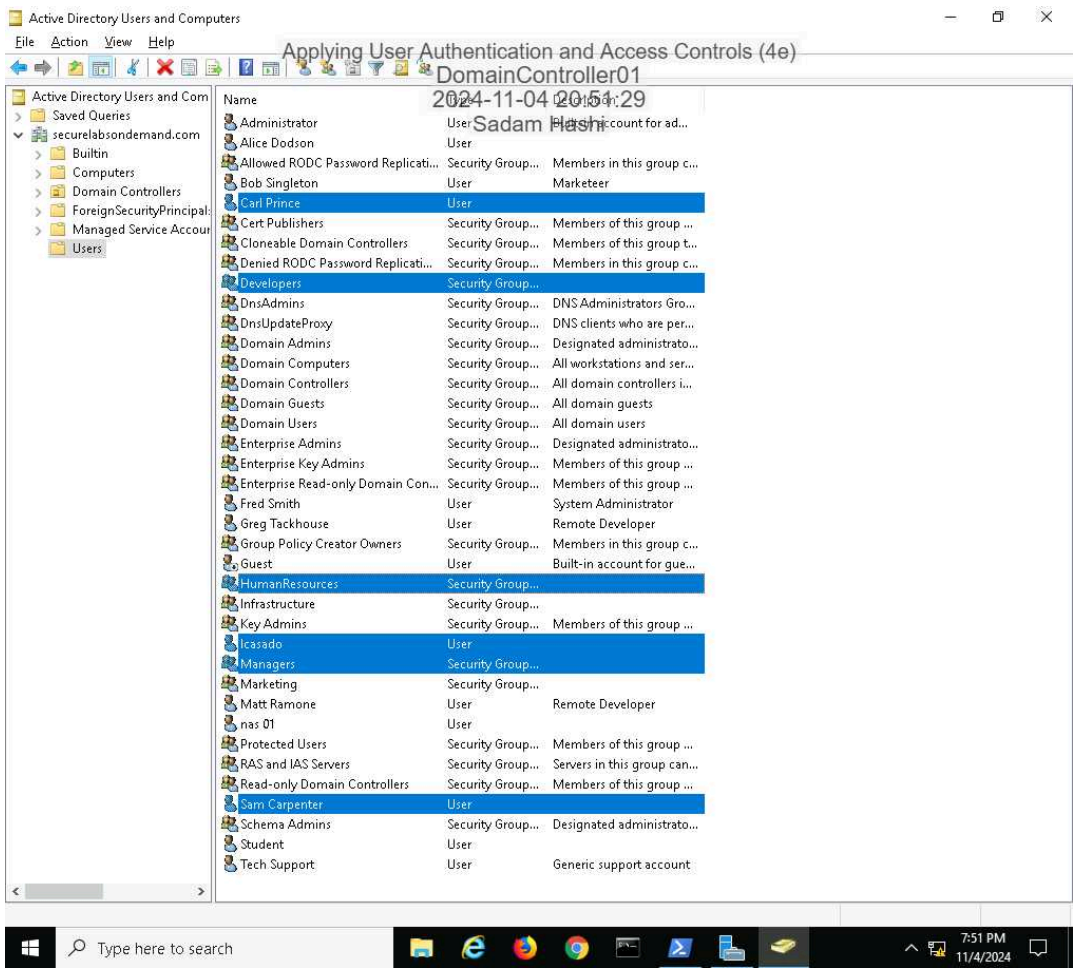 Active Directory Users and Computers
File Action View Help
Applying User Authentication and Access Controls (4e)
DomainController01
2024-11-04 20:51:29
Sadam Hashi
Active Directory Users and Com
Saved Queries
securelabsondemand.com
Builtin
Computers
Domain Controllers
ForeignSecurityPrincipal:
Managed Service Accour
Users
Name Type Description
Administrator User Built-in account for ad...
Alice Dodson User
Allowed RODC Password Replicati... Security Group... Members in this group c...
Bob Singleton User Marketeer
Carl Prince User
Cert Publishers Security Group... Members of this group ...
Cloneable Domain Controllers Security Group... Members of this group t...
Denied RODC Password Replicati... Security Group... Members in this group c...
Developers Security Group...
DnsAdmins Security Group... DNS Administrators Gro...
DnsUpdateProxy Security Group... DNS clients who are per...
Domain Admins Security Group... Designated administrato...
Domain Computers Security Group... All workstations and ser...
Domain Controllers Security Group... All domain controllers i...
Domain Guests Security Group... All domain guests
Domain Users Security Group... All domain users
Enterprise Admins Security Group... Designated administrato...
Enterprise Key Admins Security Group... Members of this group ...
Enterprise Read-only Domain Con... Security Group... Members of this group ...
Fred Smith User System Administrator
Greg Tackhouse User Remote Developer
Group Policy Creator Owners Security Group... Members in this group c...
Guest User Built-in account for gue...
HumanResources Security Group...
Infrastructure Security Group...
Key Admins Security Group... Members of this group ...
lcasado User
Managers Security Group...
Marketing Security Group...
Matt Ramone User Remote Developer
nas 01 User
Protected Users Security Group... Members of this group ...
RAS and IAS Servers Security Group... Servers in this group can...
Read-only Domain Controllers Security Group... Members of this group ...
Sam Carpenter User
Schema Admins Security Group... Designated administrato...
Student User
Tech Support User Generic support account
Type here to search
7:51 PM
11/4/2024